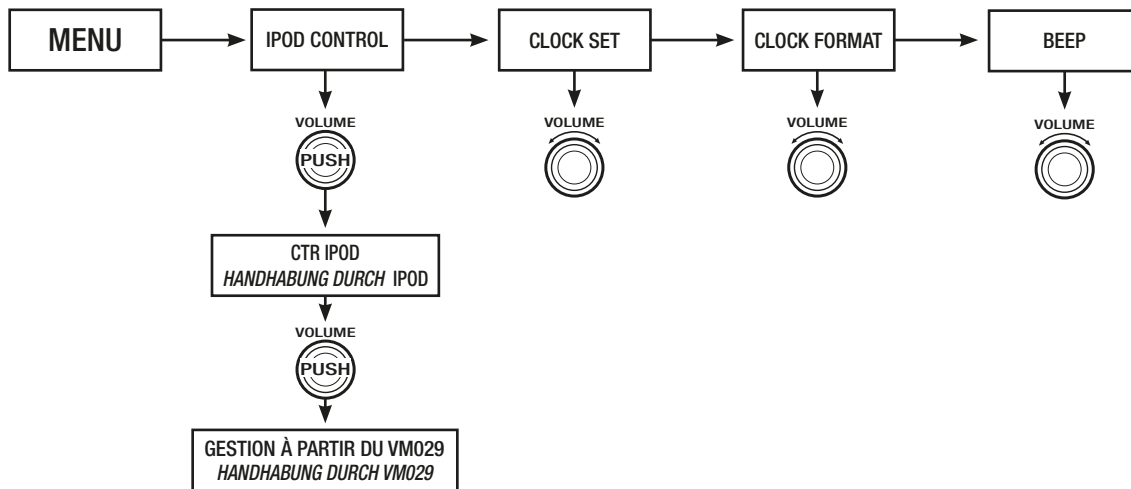 MENU
IPOD CONTROL
CLOCK SET
CLOCK FORMAT
BEEP
VOLUME
PUSH
VOLUME
VOLUME
VOLUME
CTR IPOD
HANDHABUNG DURCH IPOD
VOLUME
PUSH
GESTION À PARTIR DU VM029
HANDHABUNG DURCH VM029